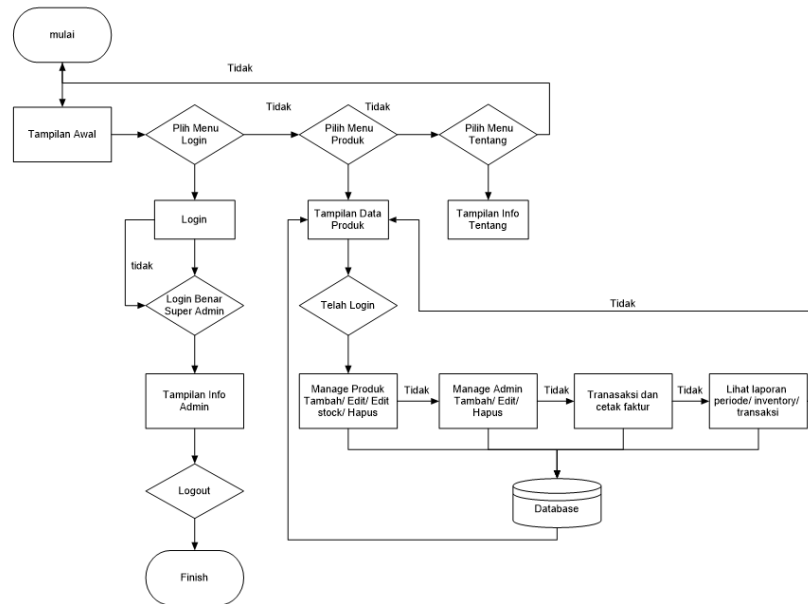 mulai
Tidak
Tampilan Awal
Plih Menu
Login
Tidak
Pilih Menu
Produk
Tidak
Pilih Menu
Tentang
Login
Tampilan Data
Produk
Tampilan Info
Tentang
tidak
Login Benar
Super Admin
Telah Login
Tidak
Tampilan Info
Admin
Manage Produk
Tambah/ Edit/ Edit
stock/ Hapus
Tidak
Manage Admin
Tambah/ Edit/
Hapus
Tidak
Tranasaksi dan
cetak faktur
Tidak
Lihat laporan
periode/ inventory/
transaksi
Logout
Database
Finish